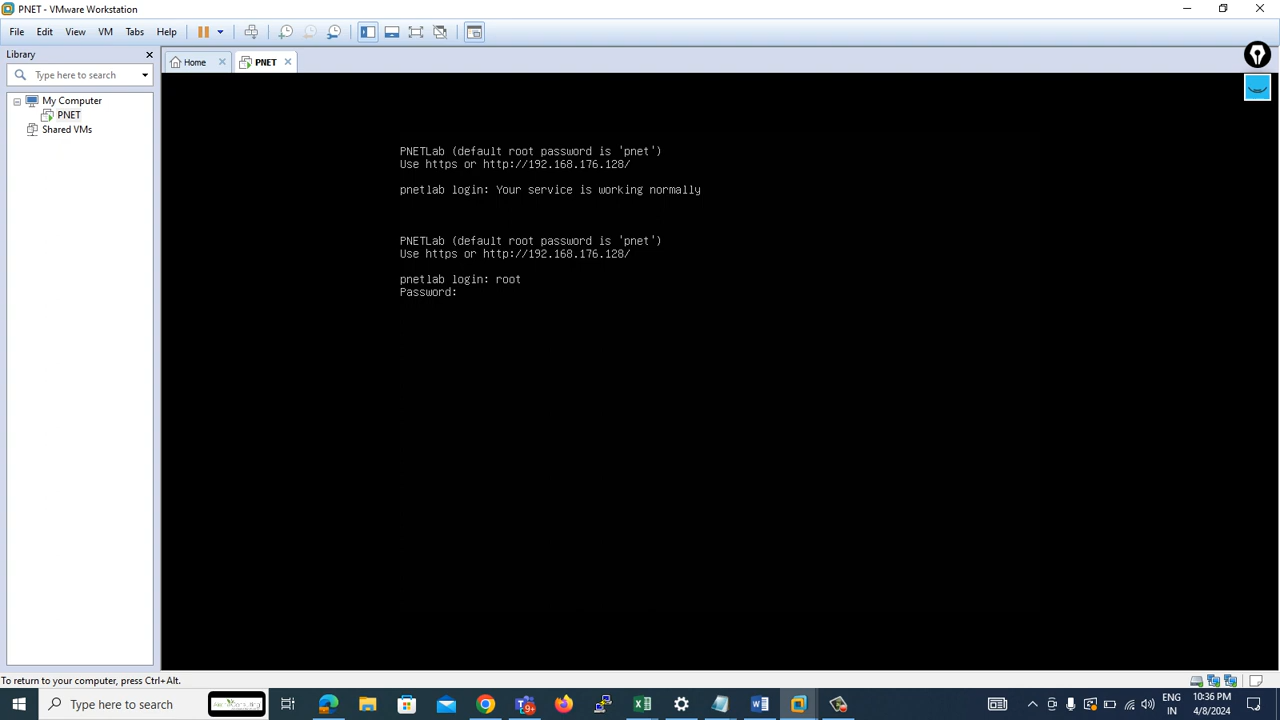 PNET - VMware Workstation
File Edit View VM Tabs Help
Library
Type here to search
My Computer
PNET
Shared VMs
Home
PNET
PNETLab (default root password is 'pnet')
Use https or http://192.168.176.128/
pnetlab login: Your service is working normally
PNETLab (default root password is 'pnet')
Use https or http://192.168.176.128/
pnetlab login: root
Password:
To return to your computer, press Ctrl+Alt.
Type here to search
9+
ENG
IN
10:36 PM
4/8/2024